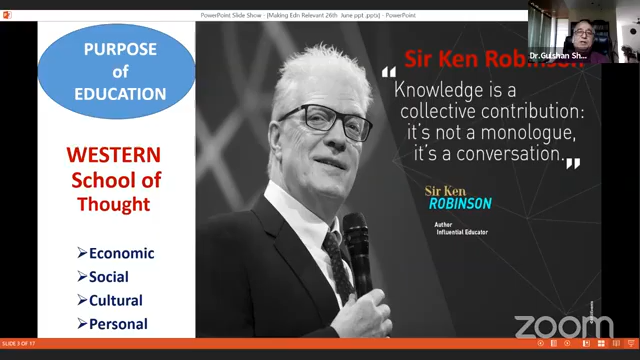 PowerPoint Slide Show - [Making Edn Relevant 26th June ppt .pptx] - PowerPoint
PURPOSE
of
EDUCATION
WESTERN
School of
Thought
➢Economic
➢Social
➢Cultural
➢Personal
Sir Ken Robinson
“Knowledge is a
collective contribution:
it's not a monologue,
it's a conversation.”
Sir Ken
ROBINSON
Author
Influential Educator
Dr.Gulshan Sh...
SLIDE 3 OF 17
zoom